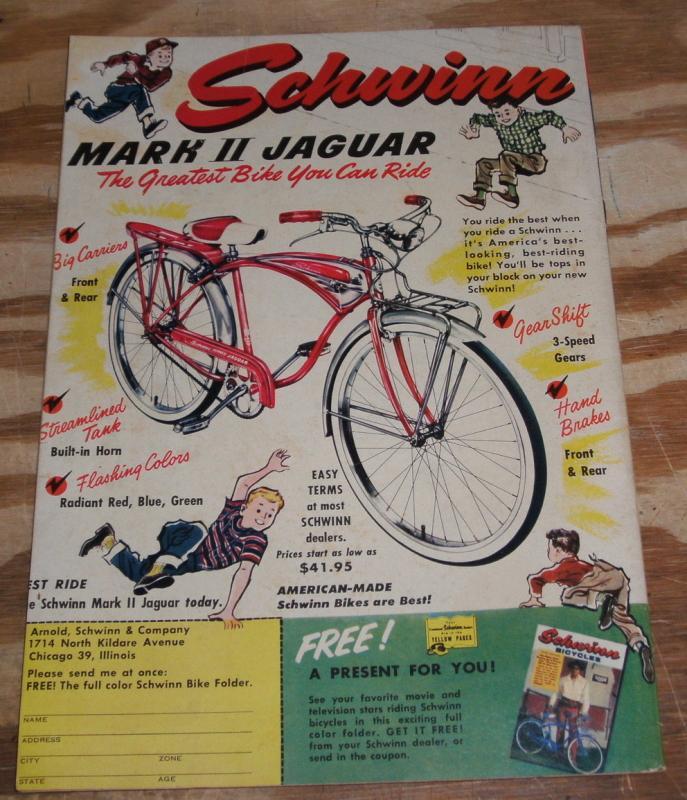 Schwinn
MARK II JAGUAR
The Greatest Bike You Can Ride
You ride the best when
you ride a Schwinn . . .
it's America's best-
looking, best-riding
bike! You'll be tops in
your block on your new
Schwinn!
Big Carriers
Front
& Rear
Gear Shift
3-Speed
Gears
Hand
Brakes
Front
& Rear
JAGUAR
Streamlined
Tank
Built-in Horn
Flashing Colors
Radiant Red, Blue, Green
EASY
TERMS
at most
SCHWINN
dealers.
Prices start as low as
$41.95
EST RIDE
e Schwinn Mark II Jaguar today.
AMERICAN-MADE
Schwinn Bikes are Best!
Arnold, Schwinn & Company
1714 North Kildare Avenue
Chicago 39, Illinois
Please send me at once:
FREE! The full color Schwinn Bike Folder.
NAME
ADDRESS
CITY ZONE
STATE AGE
FREE!
Schwinn
YELLOW PAGES
A PRESENT FOR YOU!
See your favorite movie and
television stars riding Schwinn
bicycles in this exciting full
color folder. GET IT FREE!
from your Schwinn dealer, or
send in the coupon.
Schwinn
BICYCLES